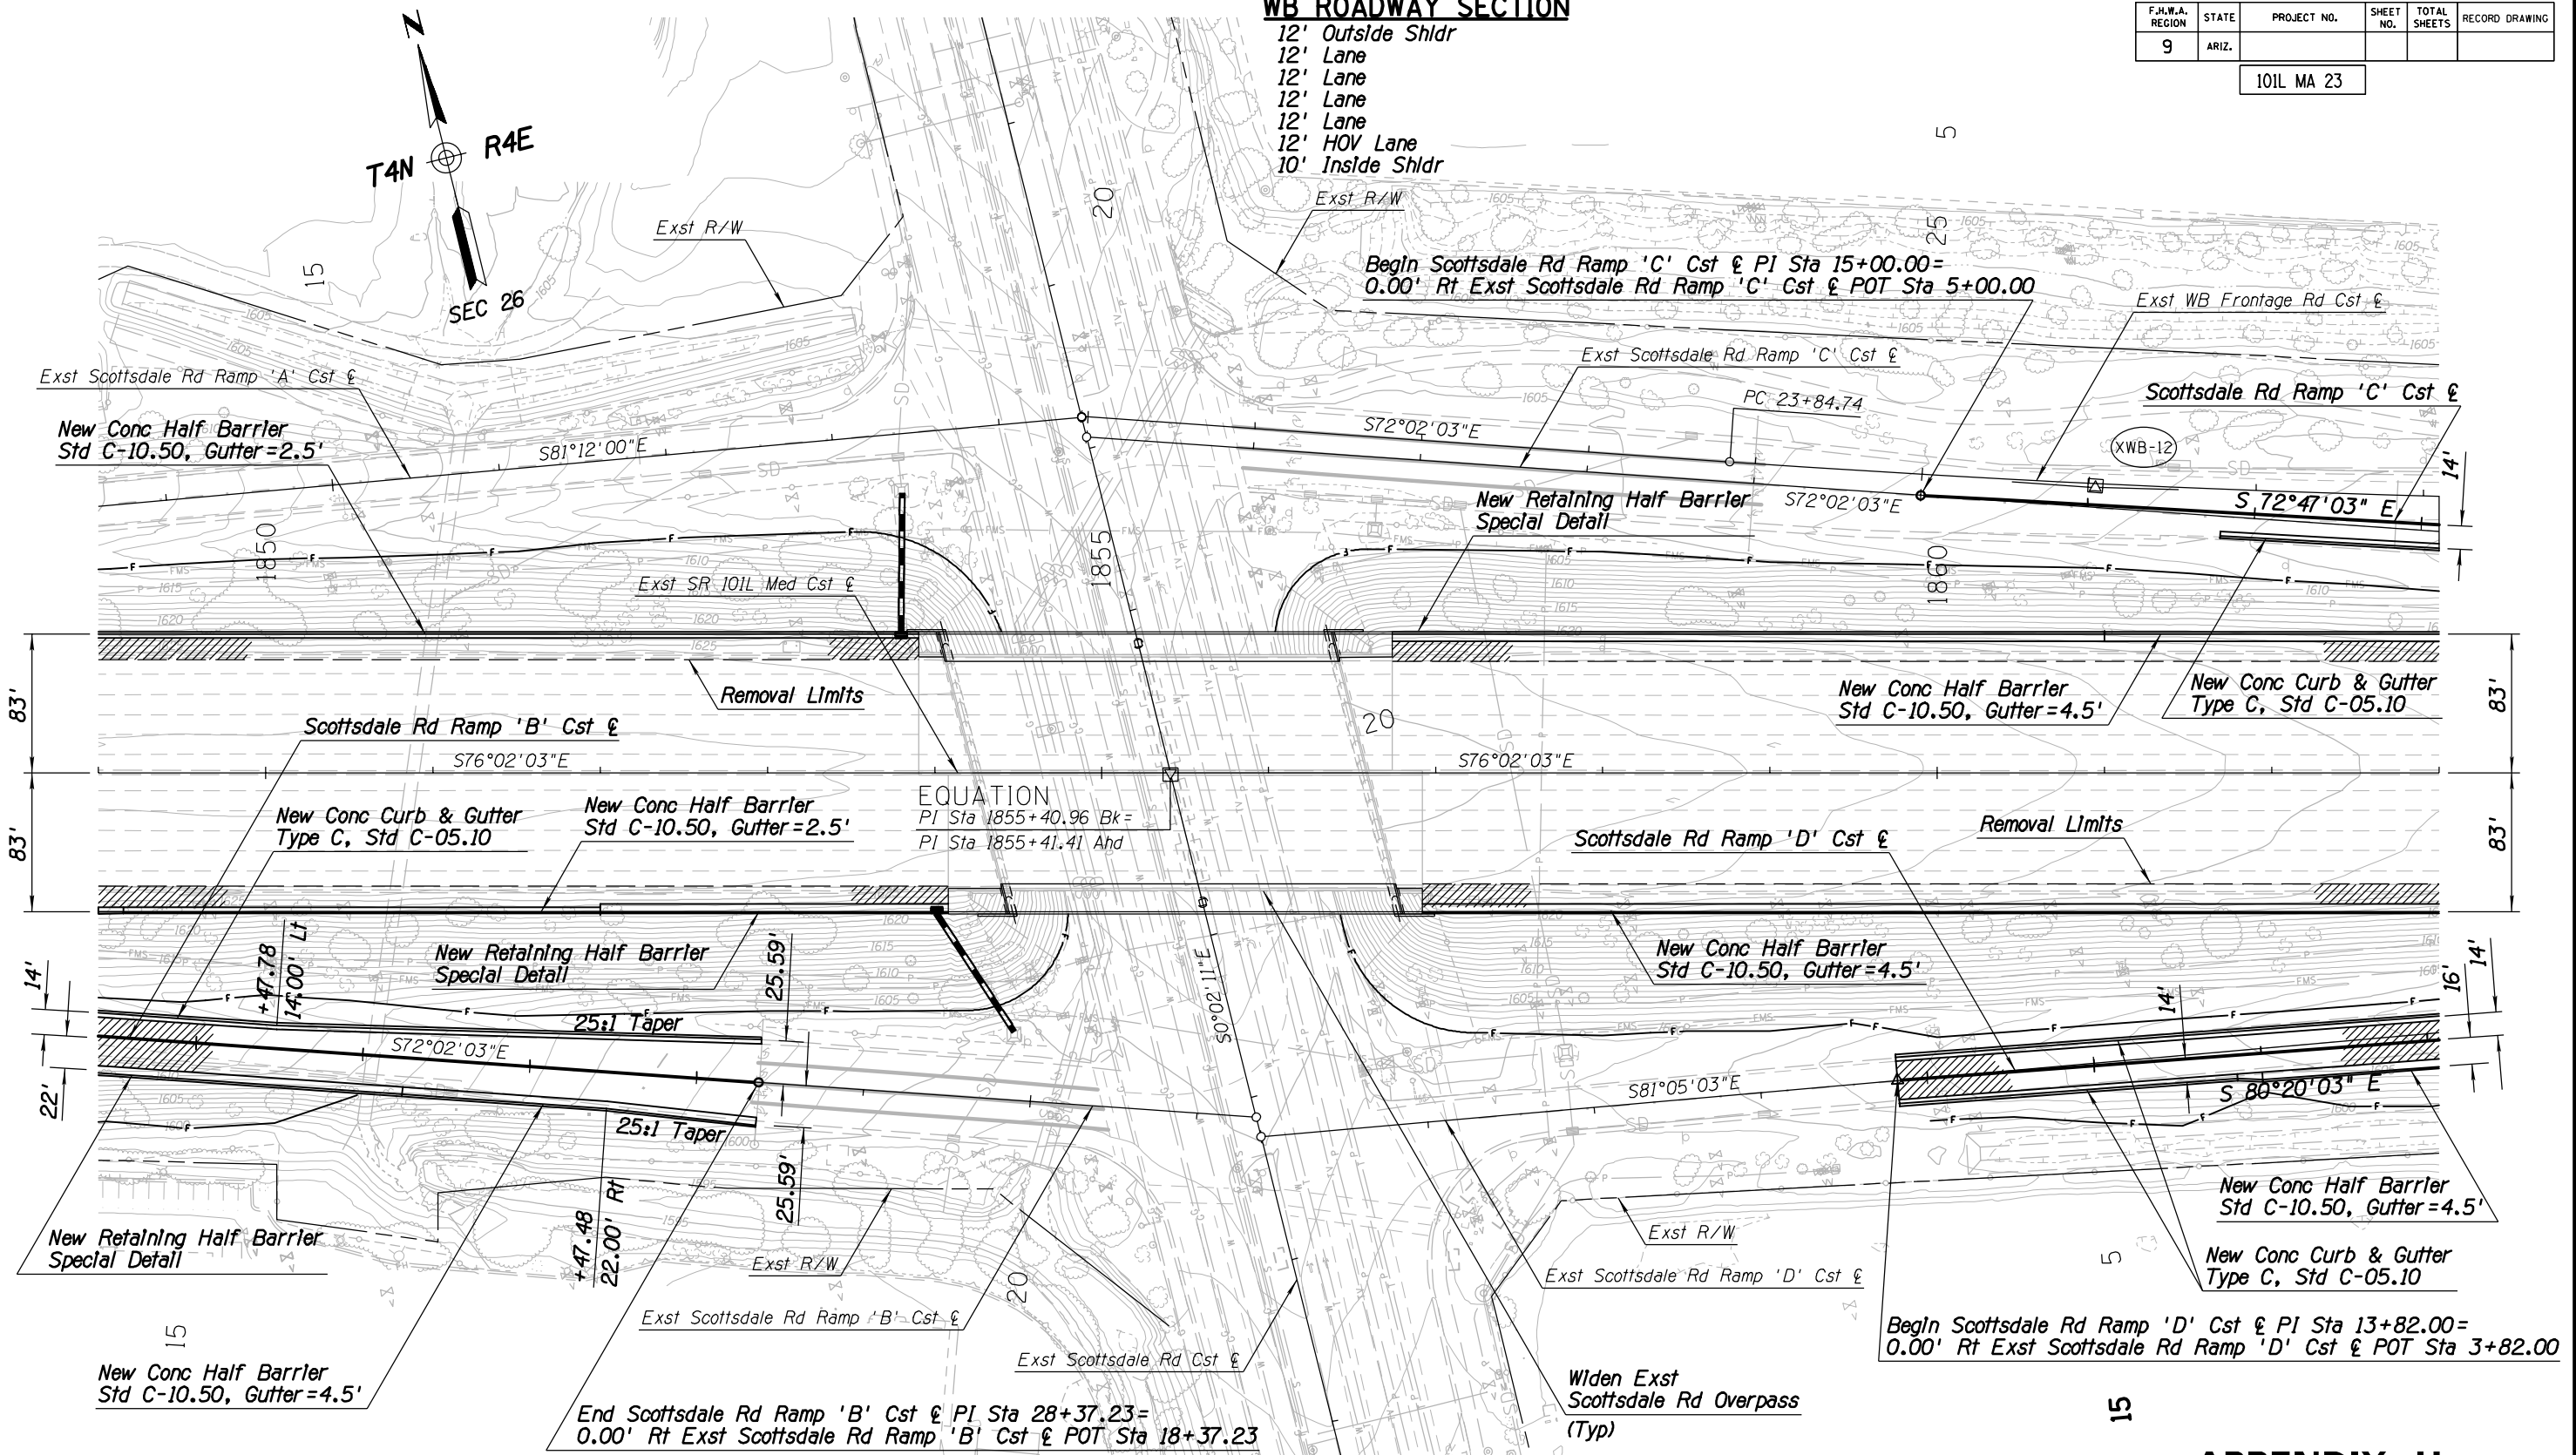 WB ROADWAY SECTION
12' Outside Shldr
12' Lane
12' Lane
12' Lane
12' Lane
12' HOV Lane
10' Inside Shldr
F.H.W.A. REGION
STATE
PROJECT NO.
SHEET NO.
TOTAL SHEETS
RECORD DRAWING
9
ARIZ.
101L MA 23
N
T4N
R4E
SEC 26
15
20
5
25
Exst R/W
Exst R/W
Begin Scottsdale Rd Ramp 'C' Cst ℄ PI Sta 15+00.00=
0.00' Rt Exst Scottsdale Rd Ramp 'C' Cst ℄ POT Sta 5+00.00
Exst WB Frontage Rd Cst ℄
Exst Scottsdale Rd Ramp 'C' Cst ℄
Exst Scottsdale Rd Ramp 'A' Cst ℄
PC 23+84.74
Scottsdale Rd Ramp 'C' Cst ℄
New Conc Half Barrier
Std C-10.50, Gutter=2.5'
S81°12'00"E
S72°02'03"E
XWB-12
14'
New Retaining Half Barrier
Special Detail
S72°02'03"E
S 72°47'03" E
1850
1855
1860
Exst SR 101L Med Cst ℄
83'
Removal Limits
New Conc Half Barrier
Std C-10.50, Gutter=4.5'
New Conc Curb & Gutter
Type C, Std C-05.10
83'
Scottsdale Rd Ramp 'B' Cst ℄
20
S76°02'03"E
S76°02'03"E
83'
New Conc Curb & Gutter
Type C, Std C-05.10
New Conc Half Barrier
Std C-10.50, Gutter=2.5'
EQUATION
PI Sta 1855+40.96 Bk=
PI Sta 1855+41.41 Ahd
Scottsdale Rd Ramp 'D' Cst ℄
Removal Limits
83'
+47.78
14.00' Lt
New Retaining Half Barrier
Special Detail
25.59'
S0°02'11"E
New Conc Half Barrier
Std C-10.50, Gutter=4.5'
14'
22'
14'
16'
14'
25:1 Taper
S72°02'03"E
S81°05'03"E
S 80°20'03" E
25:1 Taper
25.59'
+47.48
22.00' Rt
New Retaining Half Barrier
Special Detail
Exst R/W
Exst R/W
New Conc Half Barrier
Std C-10.50, Gutter=4.5'
New Conc Curb & Gutter
Type C, Std C-05.10
5
20
Exst Scottsdale Rd Ramp 'D' Cst ℄
Exst Scottsdale Rd Ramp 'B' Cst ℄
15
Exst Scottsdale Rd Cst ℄
Begin Scottsdale Rd Ramp 'D' Cst ℄ PI Sta 13+82.00=
0.00' Rt Exst Scottsdale Rd Ramp 'D' Cst ℄ POT Sta 3+82.00
New Conc Half Barrier
Std C-10.50, Gutter=4.5'
Widen Exst
Scottsdale Rd Overpass
(Typ)
End Scottsdale Rd Ramp 'B' Cst ℄ PI Sta 28+37.23=
0.00' Rt Exst Scottsdale Rd Ramp 'B' Cst ℄ POT Sta 18+37.23
15